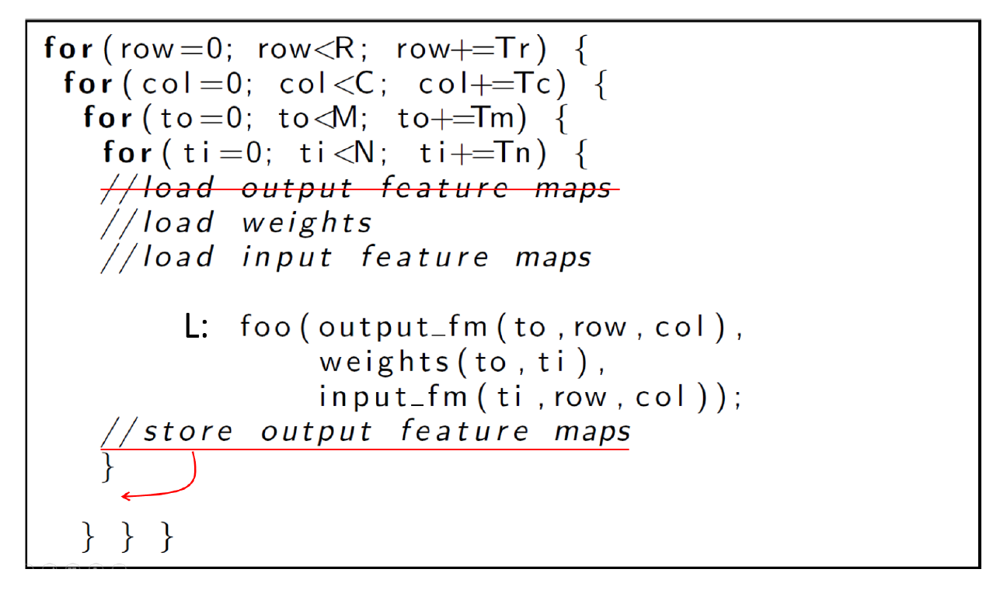 for(row=0; row<R; row+=Tr) {
for(col=0; col<C; col+=Tc) {
for(to=0; to<M; to+=Tm) {
for(ti=0; ti<N; ti+=Tn) {
//load output feature maps
//load weights
//load input feature maps
L: foo(output_fm(to,row,col),
weights(to,ti),
input_fm(ti,row,col));
//store output feature maps
}
} } }